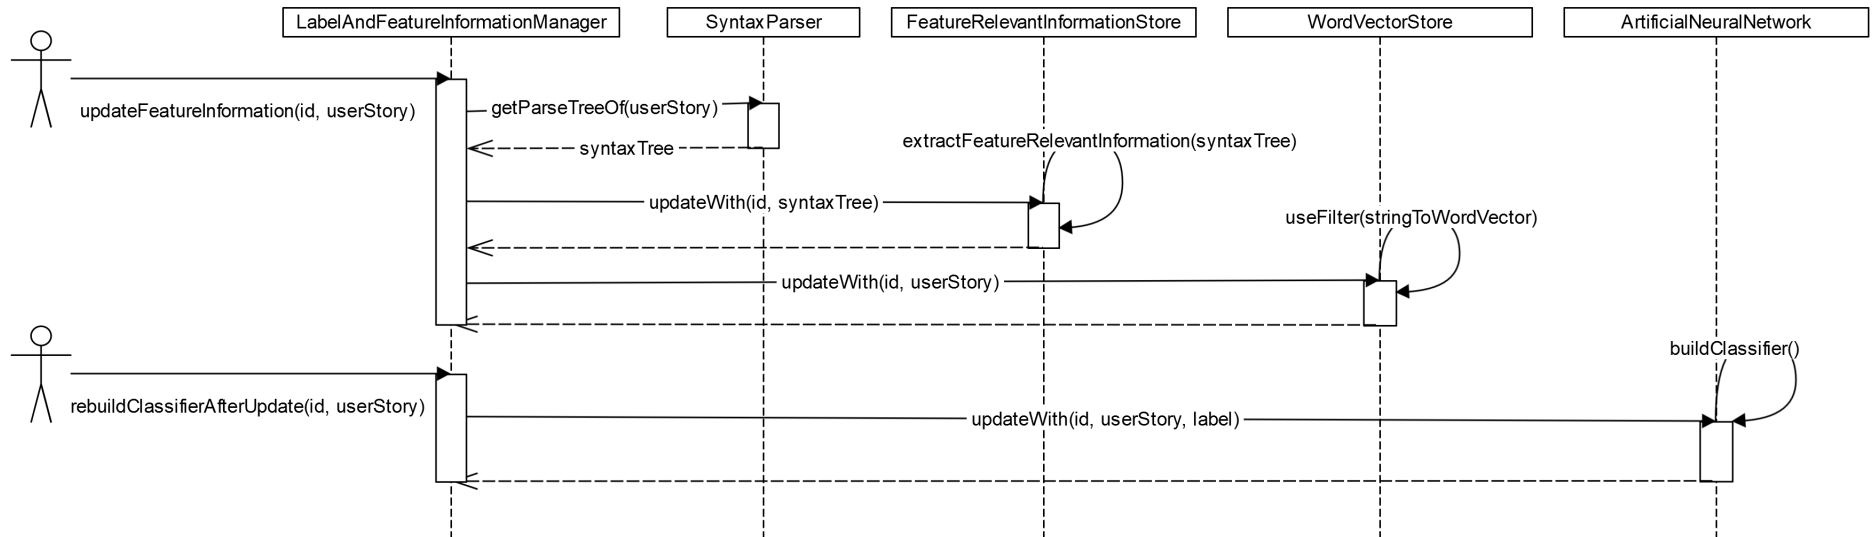 LabelAndFeatureInformationManager
SyntaxParser
FeatureRelevantInformationStore
WordVectorStore
ArtificialNeuralNetwork
updateFeatureInformation(id, userStory)
getParseTreeOf(userStory)
syntaxTree
extractFeatureRelevantInformation(syntaxTree)
updateWith(id, syntaxTree)
useFilter(stringToWordVector)
updateWith(id, userStory)
buildClassifier()
rebuildClassifierAfterUpdate(id, userStory)
updateWith(id, userStory, label)